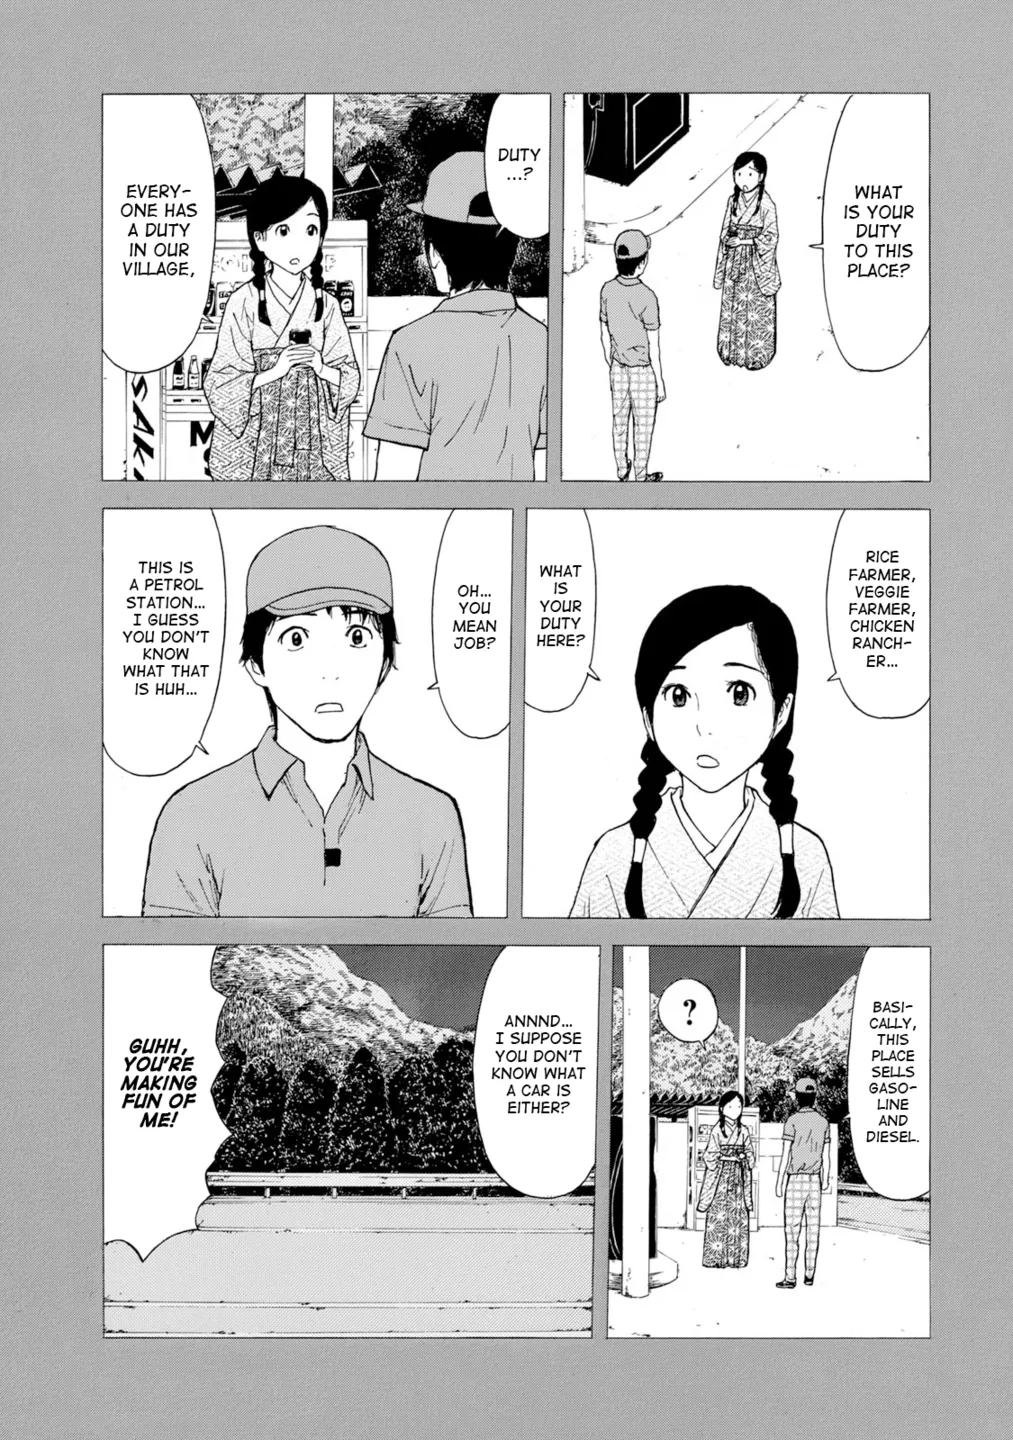 WHAT
IS YOUR
DUTY
TO THIS
PLACE?
DUTY
...?
EVERY-
ONE HAS
A DUTY
IN OUR
VILLAGE,
RICE
FARMER,
VEGGIE
FARMER,
CHICKEN
RANCH-
ER...
WHAT
IS
YOUR
DUTY
HERE?
OH...
YOU
MEAN
JOB?
THIS IS
A PETROL
STATION...
I GUESS
YOU DON'T
KNOW
WHAT THAT
IS HUH...
BASI-
CALLY,
THIS
PLACE
SELLS
GASO-
LINE
AND
DIESEL.
?
ANNND...
I SUPPOSE
YOU DON'T
KNOW WHAT
A CAR IS
EITHER?
GUHH,
YOU'RE
MAKING
FUN OF
ME!